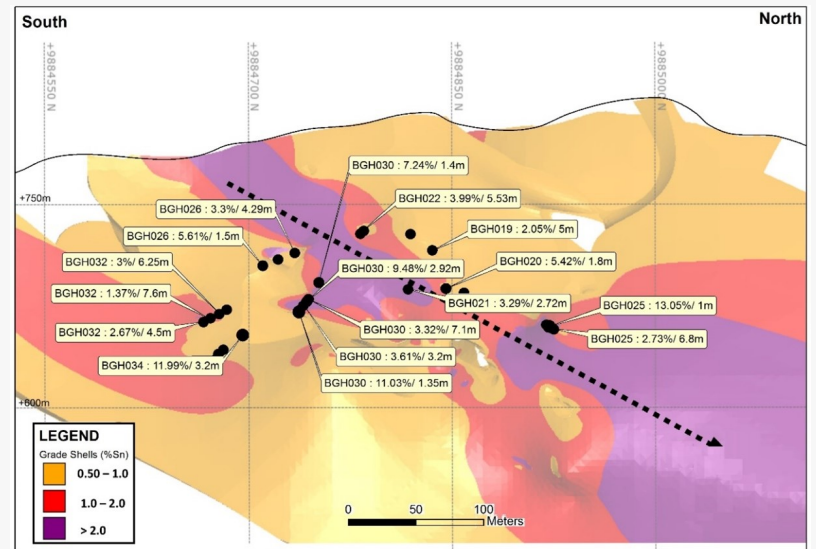 South
North
+9884550 N
+9884700 N
+9884850 N
+9885000 N
BGH030 : 7.24%/ 1.4m
+750m
BGH022 : 3.99%/ 5.53m
BGH026 : 3.3%/ 4.29m
BGH019 : 2.05%/ 5m
BGH026 : 5.61%/ 1.5m
BGH032 : 3%/ 6.25m
BGH030 : 9.48%/ 2.92m
BGH020 : 5.42%/ 1.8m
BGH032 : 1.37%/ 7.6m
BGH021 : 3.29%/ 2.72m
BGH025 : 13.05%/ 1m
BGH032 : 2.67%/ 4.5m
BGH030 : 3.32%/ 7.1m
BGH025 : 2.73%/ 6.8m
BGH034 : 11.99%/ 3.2m
BGH030 : 3.61%/ 3.2m
BGH030 : 11.03%/ 1.35m
+600m
LEGEND
Grade Shells (%Sn)
0.50 – 1.0
1.0 – 2.0
> 2.0
0 50 100
Meters